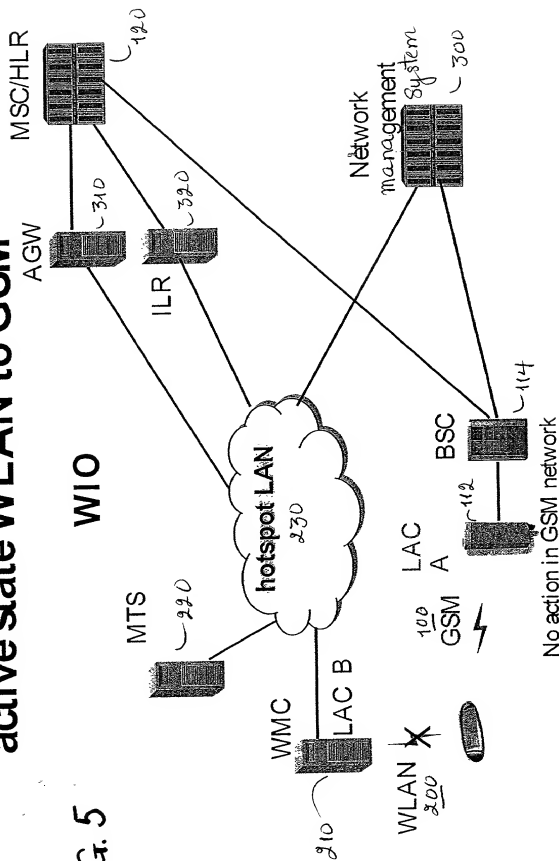 active state WLAN to GSM
G. 5
WIO
MSC/HLR
120
AGW
310
ILR
320
Network
management
System
300
MTS
220
hotspot LAN
230
WMC
LAC B
210
WLAN
200
100
GSM
LAC
A
112
BSC
114
No action in GSM network